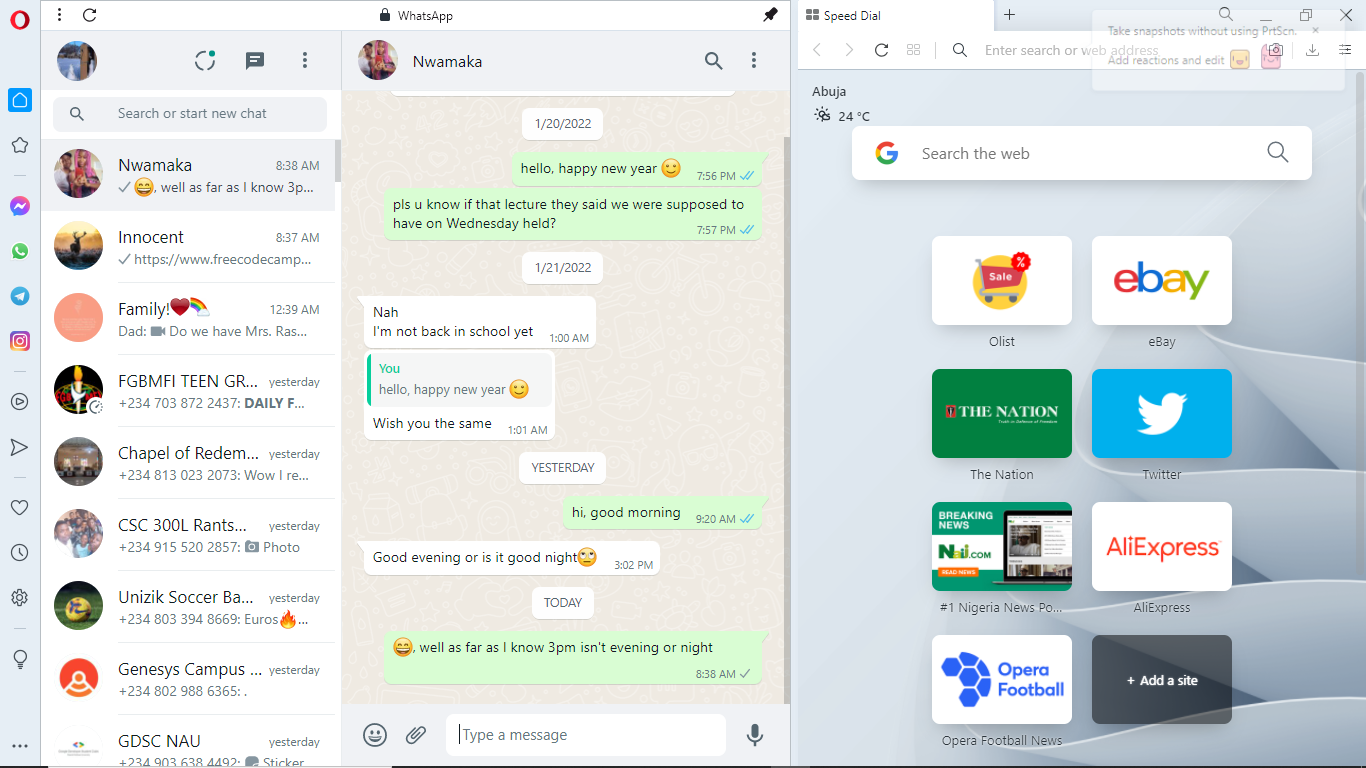 WhatsApp
Search or start new chat
Nwamaka
8:38 AM
😄, well as far as I know 3p...
Innocent
8:37 AM
https://www.freecodecamp...
Family!❤️🌈
12:39 AM
Dad: Do we have Mrs. Ras...
FGBMFI TEEN GR...
yesterday
+234 703 872 2437: DAILY F...
Chapel of Redem...
yesterday
+234 813 023 2073: Wow I re...
CSC 300L Rants...
yesterday
+234 915 520 2857: Photo
Unizik Soccer Ba...
yesterday
+234 803 394 8669: Euros🔥...
Genesys Campus ...
yesterday
+234 802 988 6365: .
GDSC NAU
yesterday
+234 903 638 4492: Sticker
Nwamaka
1/20/2022
hello, happy new year 🙂
7:56 PM
pls u know if that lecture they said we were supposed to
have on Wednesday held?
7:57 PM
1/21/2022
Nah
I'm not back in school yet
1:00 AM
You
hello, happy new year 🙂
Wish you the same
1:01 AM
YESTERDAY
hi, good morning
9:20 AM
Good evening or is it good night🙄
3:02 PM
TODAY
😄, well as far as I know 3pm isn't evening or night
8:38 AM
Type a message
Speed Dial
Enter search or web address
Take snapshots without using PrtScn.
Add reactions and edit
Abuja
24 °C
Search the web
Sale
%
Olist
ebay
eBay
THE NATION
Truth in Defence of Freedom
The Nation
Twitter
BREAKING
NEWS
Naij.COM
READ NEWS
#1 Nigeria News Po...
AliExpress
AliExpress
Opera
Football
Opera Football News
+ Add a site